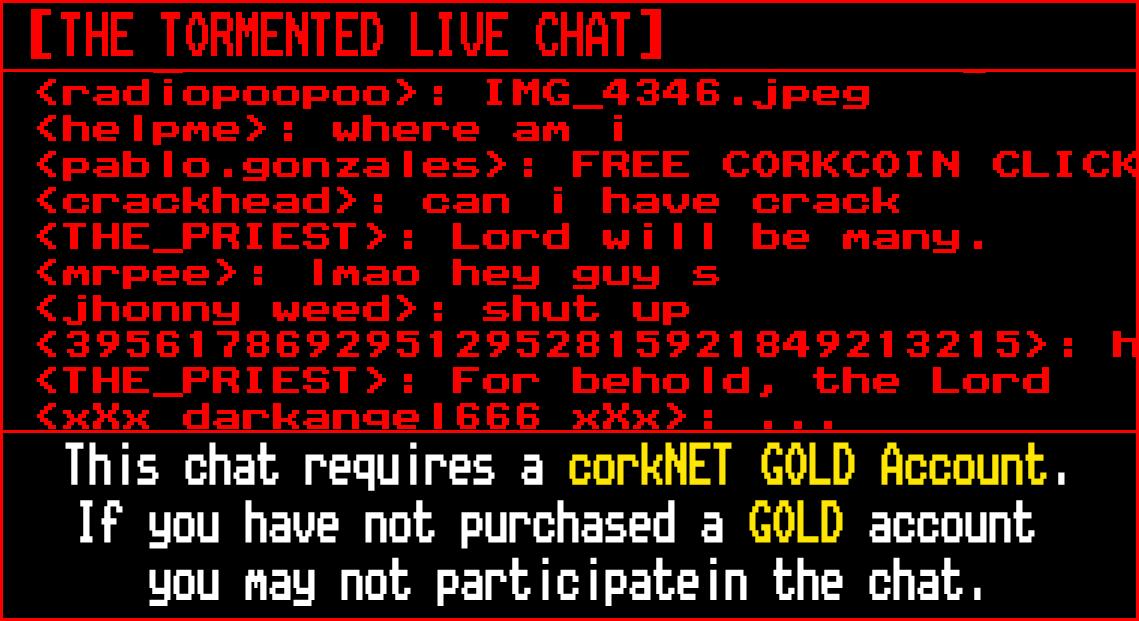 [THE TORMENTED LIVE CHAT]
<radiopoopoo>: IMG_4346.jpeg
<helpme>: where am i
<pablo.gonzales>: FREE CORKCOIN CLICK
<crackhead>: can i have crack
<THE_PRIEST>: Lord will be many.
<mrpee>: lmao hey guy s
<jhonny weed>: shut up
<39561786929512952815921849213215>: h
<THE_PRIEST>: For behold, the Lord
<xXx darkangel666 xXx>: ...
This chat requires a corkNET GOLD Account.
If you have not purchased a GOLD account
you may not participatein the chat.